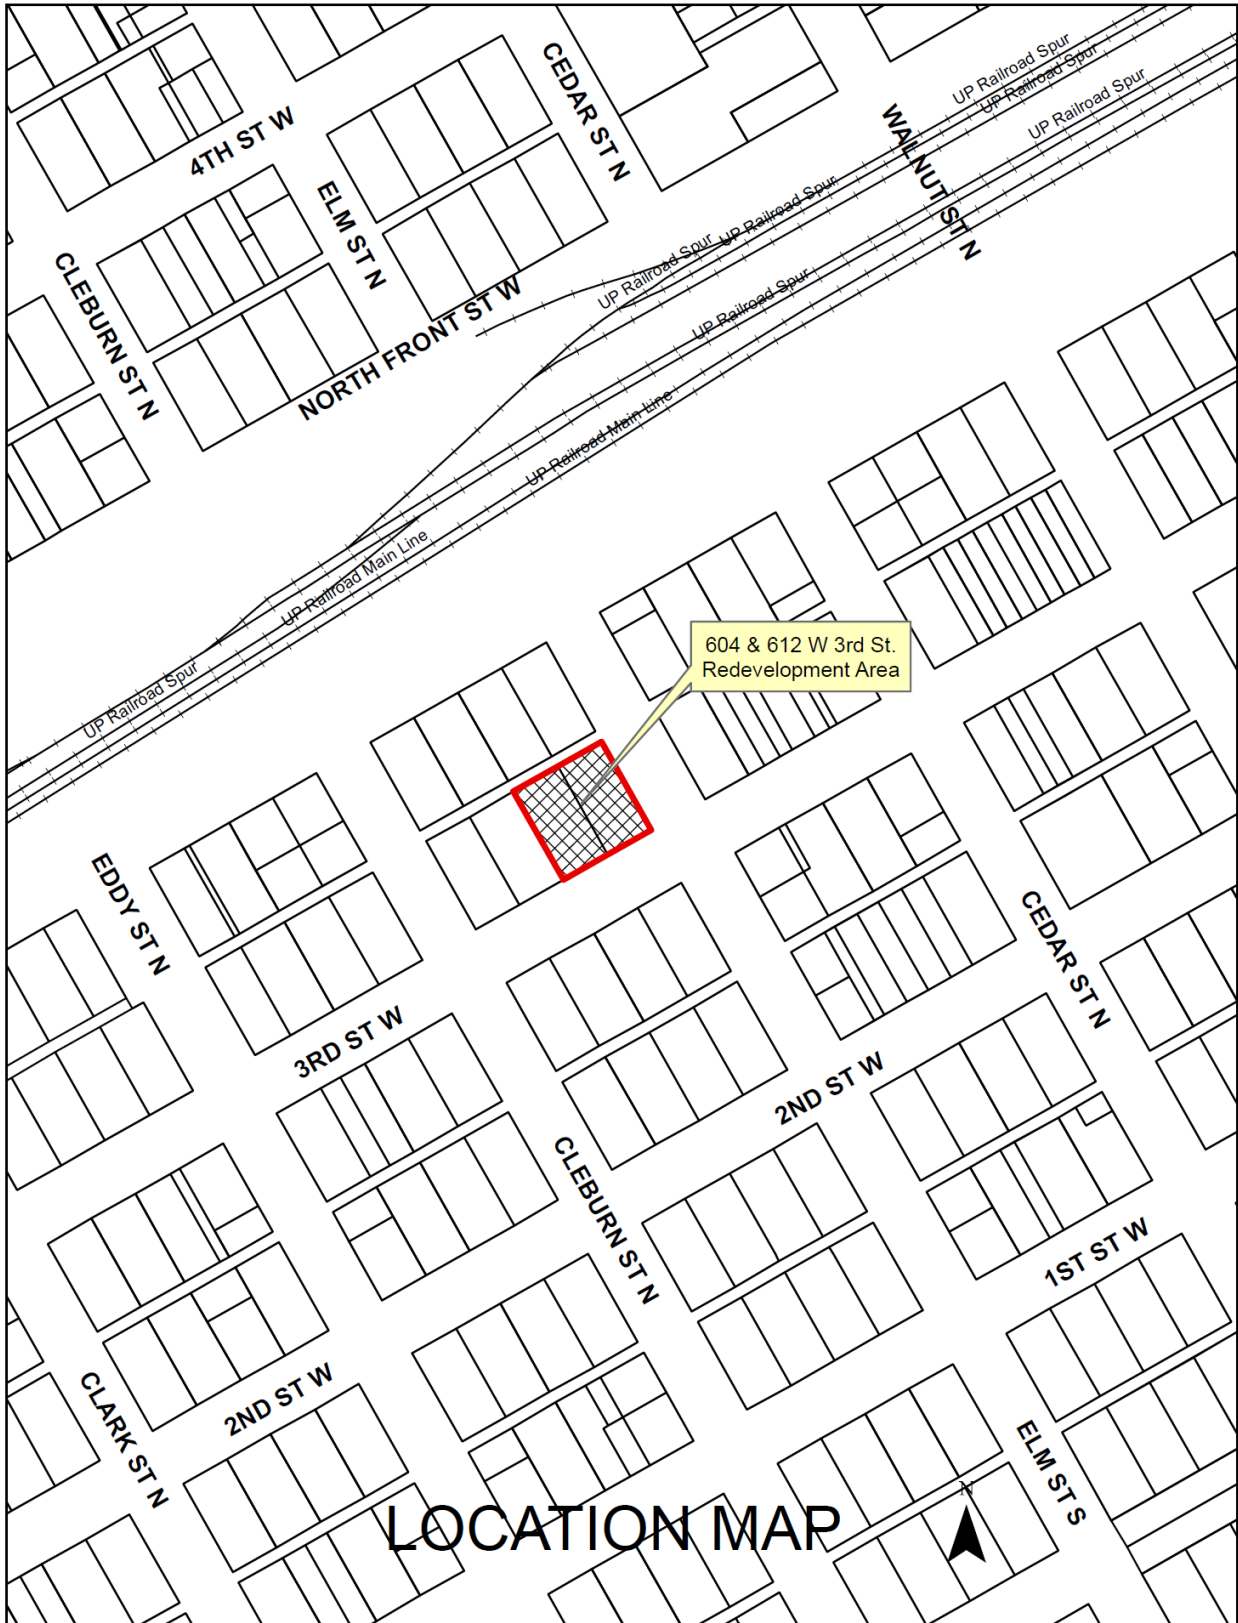 CEDAR ST N
UP Railroad Spur
UP Railroad Spur
UP Railroad Spur
WALNUT ST N
4TH ST W
ELM ST N
UP Railroad Spur
UP Railroad Spur
CLEBURN ST N
NORTH FRONT ST W
UP Railroad Spur
UP Railroad Main Line
UP Railroad Main Line
604 & 612 W 3rd St.
Redevelopment Area
UP Railroad Spur
EDDY ST N
CEDAR ST N
3RD ST W
2ND ST W
CLEBURN ST N
1ST ST W
CLARK ST N
2ND ST W
ELM ST S
N
LOCATION MAP